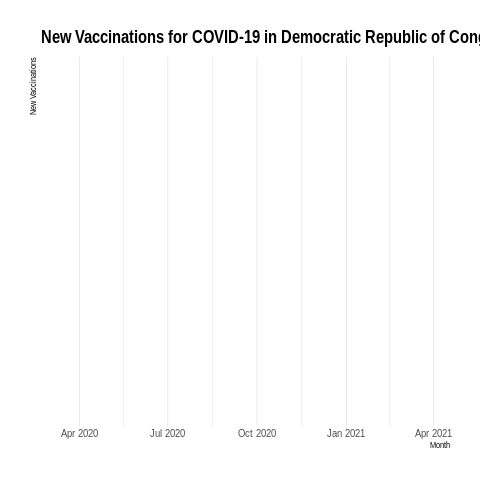 New Vaccinations for COVID-19 in Democratic Republic of Cong
New Vaccinations
Apr 2020 Jul 2020 Oct 2020 Jan 2021 Apr 2021
Month